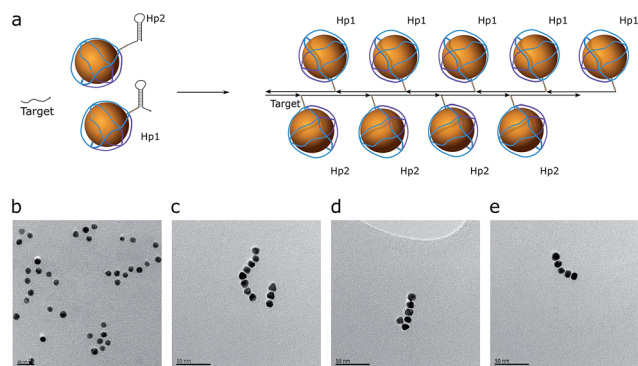 a
Hp2
Target
Hp1
Hp1 Hp1 Hp1 Hp1 Hp1
Target
Hp2 Hp2 Hp2 Hp2
b c d e
50 nm 50 nm 50 nm